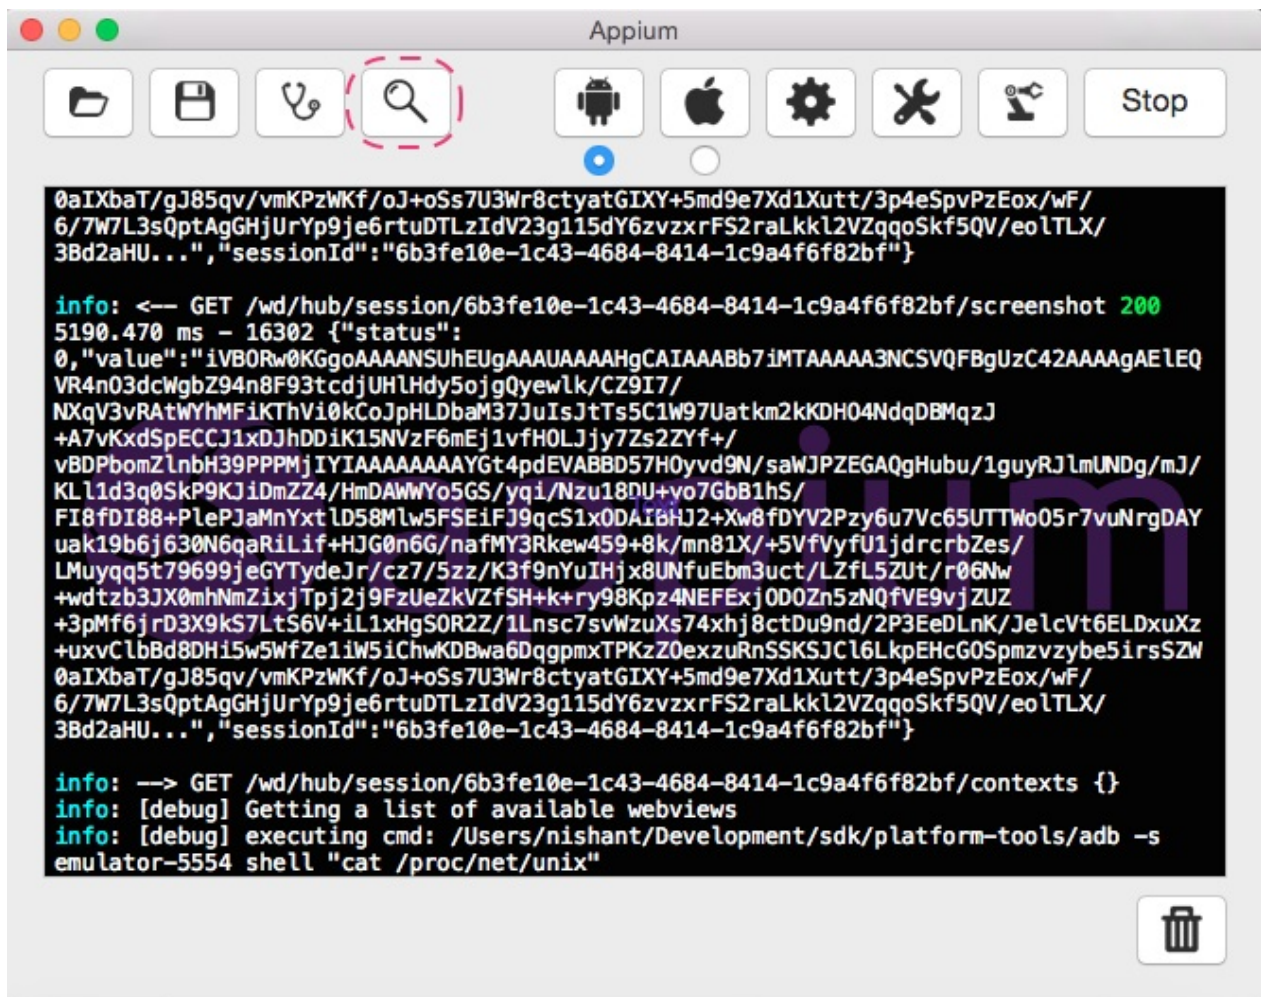 Appium
Stop
0aIXbaT/gJ85qv/vmKPzWKf/oJ+oSs7U3Wr8ctyatGIXY+5md9e7Xd1Xutt/3p4eSpvPzEox/wF/
6/7W7L3sQptAgGHjUrYp9je6rtuDTLzIdV23g115dY6zvzxrFS2raLkkl2VZqqoSkf5QV/eolTLX/
3Bd2aHU...","sessionId":"6b3fe10e-1c43-4684-8414-1c9a4f6f82bf"}
info: <-- GET /wd/hub/session/6b3fe10e-1c43-4684-8414-1c9a4f6f82bf/screenshot 200
5190.470 ms - 16302 {"status":
0,"value":"iVBORw0KGgoAAAANSUhEUgAAAUAAAAHgCAIAAABb7iMTAAAAA3NCSVQFBgUzC42AAAAgAElEQ
VR4nO3dcWgbZ94n8F93tcdjUHlHdy5ojgQyewlk/CZ9I7/
NXqV3vRAtWYhMFiKThVi0kCoJpHLDbaM37JuIsJtTs5C1W97Uatkm2kKDHO4NdqDBMqzJ
+A7vKxdSpECCJ1xDJhDDiK15NVzF6mEj1vfHOLJjy7Zs2ZYf+/
vBDPbomZlnbH39PPPMjIYIAAAAAAAAYGt4pdEVABBD57HOyvd9N/saWJPZEGAQgHubu/1guyRJlmUNDg/mJ/
KLl1d3q0SkP9KJiDmZZ4/HmDAWWYo5GS/yqi/Nzu18DU+vo7GbB1hS/
FI8fDI88+PlePJaMnYxtlD58Mlw5FSEiFJ9qcS1xODAIBHJ2+Xw8fDYV2Pzy6u7Vc65UTTWoO5r7vuNrgDAY
uak19b6j630N6qaRiLif+HJG0n6G/nafMY3Rkew459+8k/mn81X/+5VfVyfU1jdrcrbZes/
LMuyqq5t79699jeGYTydeJr/cz7/5zz/K3f9nYuIHjx8UNfuEbm3uct/LZfL5ZUt/r06Nw
+wdtzb3JX0mhNmZixjTpj2j9FzUeZkVZfSH+k+ry98Kpz4NEFExjODOZn5zNQfVE9vjZUZ
+3pMf6jrD3X9kS7LtS6V+iL1xHgSOR2Z/1Lnsc7svWzuXs74xhj8ctDu9nd/2P3EeDLnK/JelcVt6ELDxuXz
+uxvClbBd8DHi5w5WfZe1iW5iChwKDBwa6DqgpmxTPKzZOexzuRnSSKSJCl6LkpEHcGOSpmzvzybe5irsSZW
0aIXbaT/gJ85qv/vmKPzWKf/oJ+oSs7U3Wr8ctyatGIXY+5md9e7Xd1Xutt/3p4eSpvPzEox/wF/
6/7W7L3sQptAgGHjUrYp9je6rtuDTLzIdV23g115dY6zvzxrFS2raLkkl2VZqqoSkf5QV/eolTLX/
3Bd2aHU...","sessionId":"6b3fe10e-1c43-4684-8414-1c9a4f6f82bf"}
info: --> GET /wd/hub/session/6b3fe10e-1c43-4684-8414-1c9a4f6f82bf/contexts {}
info: [debug] Getting a list of available webviews
info: [debug] executing cmd: /Users/nishant/Development/sdk/platform-tools/adb -s
emulator-5554 shell "cat /proc/net/unix"